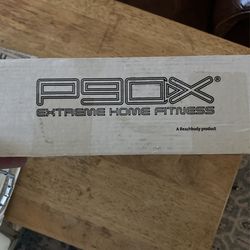 P90X®
EXTREME HOME FITNESS
A Beachbody product